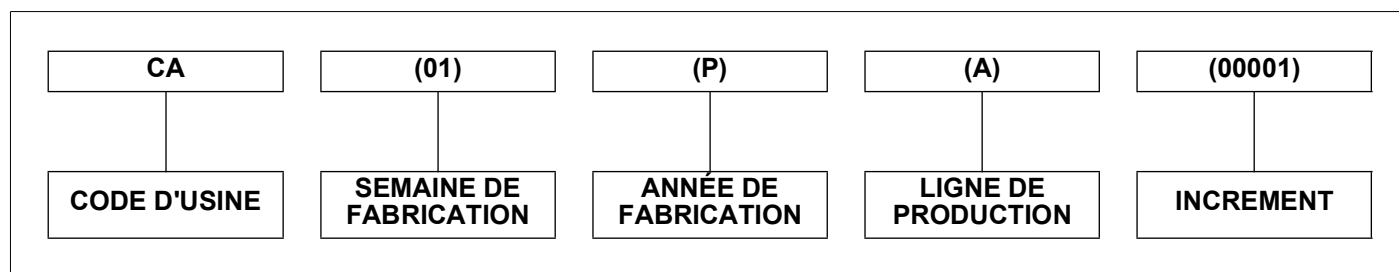 CA
(01)
(P)
(A)
(00001)
CODE D'USINE
SEMAINE DE
FABRICATION
ANNÉE DE
FABRICATION
LIGNE DE
PRODUCTION
INCREMENT